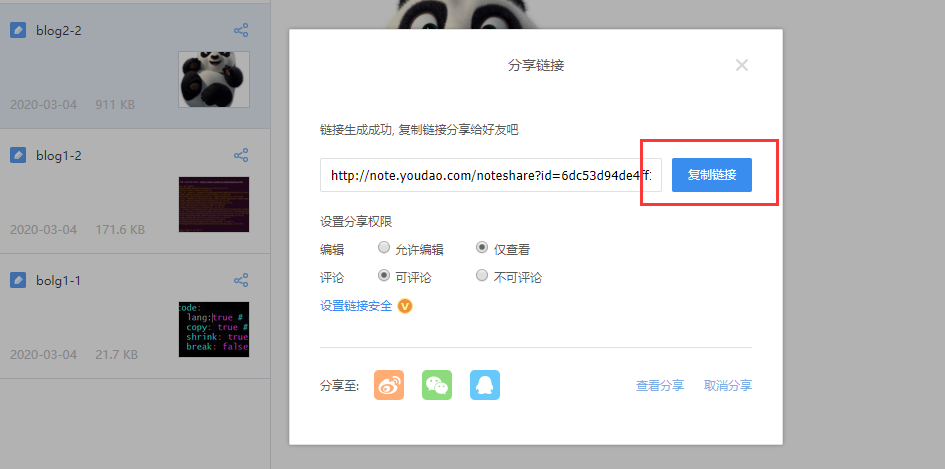 blog2-2
2020-03-04 911 KB
blog1-2
2020-03-04 171.6 KB
bolg1-1
code:
lang:true #
copy: true #
shrink: true
break: false
2020-03-04 21.7 KB
分享链接
链接生成成功, 复制链接分享给好友吧
http://note.youdao.com/noteshare?id=6dc53d94de4ff
复制链接
设置分享权限
编辑 允许编辑 仅查看
评论 可评论 不可评论
设置链接安全 V
分享至:
查看分享 取消分享